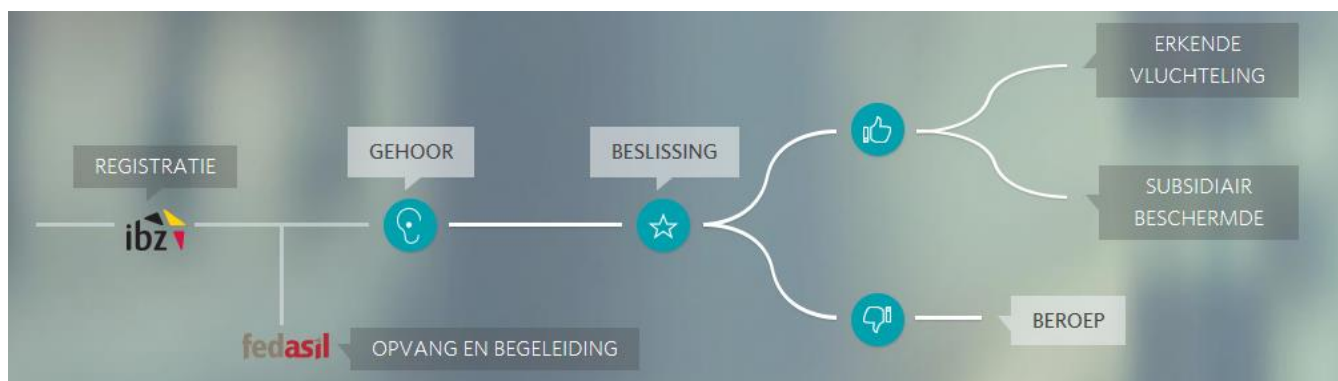 REGISTRATIE
ibz
fedasil
OPVANG EN BEGELEIDING
GEHOOR
BESLISSING
ERKENDE
VLUCHTELING
SUBSIDIAIR
BESCHERMDE
BEROEP